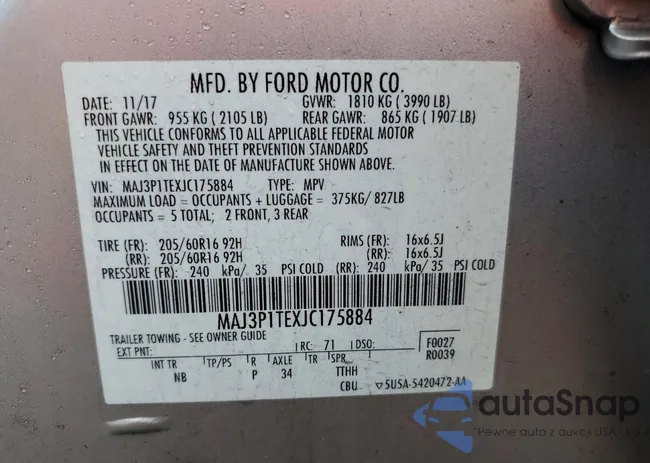 MFD. BY FORD MOTOR CO.
DATE: 11/17 GVWR: 1810 KG (3990 LB)
FRONT GAWR: 955 KG (2105 LB) REAR GAWR: 865 KG (1907 LB)
THIS VEHICLE CONFORMS TO ALL APPLICABLE FEDERAL MOTOR
VEHICLE SAFETY AND THEFT PREVENTION STANDARDS
IN EFFECT ON THE DATE OF MANUFACTURE SHOWN ABOVE.
VIN: MAJ3P1TEXJC175884 TYPE: MPV
MAXIMUM LOAD = OCCUPANTS + LUGGAGE = 375KG/ 827LB
OCCUPANTS = 5 TOTAL; 2 FRONT, 3 REAR
TIRE (FR): 205/60R16 92H RIMS (FR): 16x6.5J
(RR): 205/60R16 92H (RR): 16x6.5J
PRESSURE (FR): 240 kPa/ 35 PSI COLD (RR): 240 kPa/ 35 PSI COLD
MAJ3P1TEXJC175884
TRAILER TOWING - SEE OWNER GUIDE
EXT PNT: RC: 71 DSO: F0027
R0039
INT TR TP/PS R AXLE TR SPR
NB P 34 TTHH
CBU ▽5U5A-5420472-AA
autoSnap
Pewne auta z aukcji USA - EU